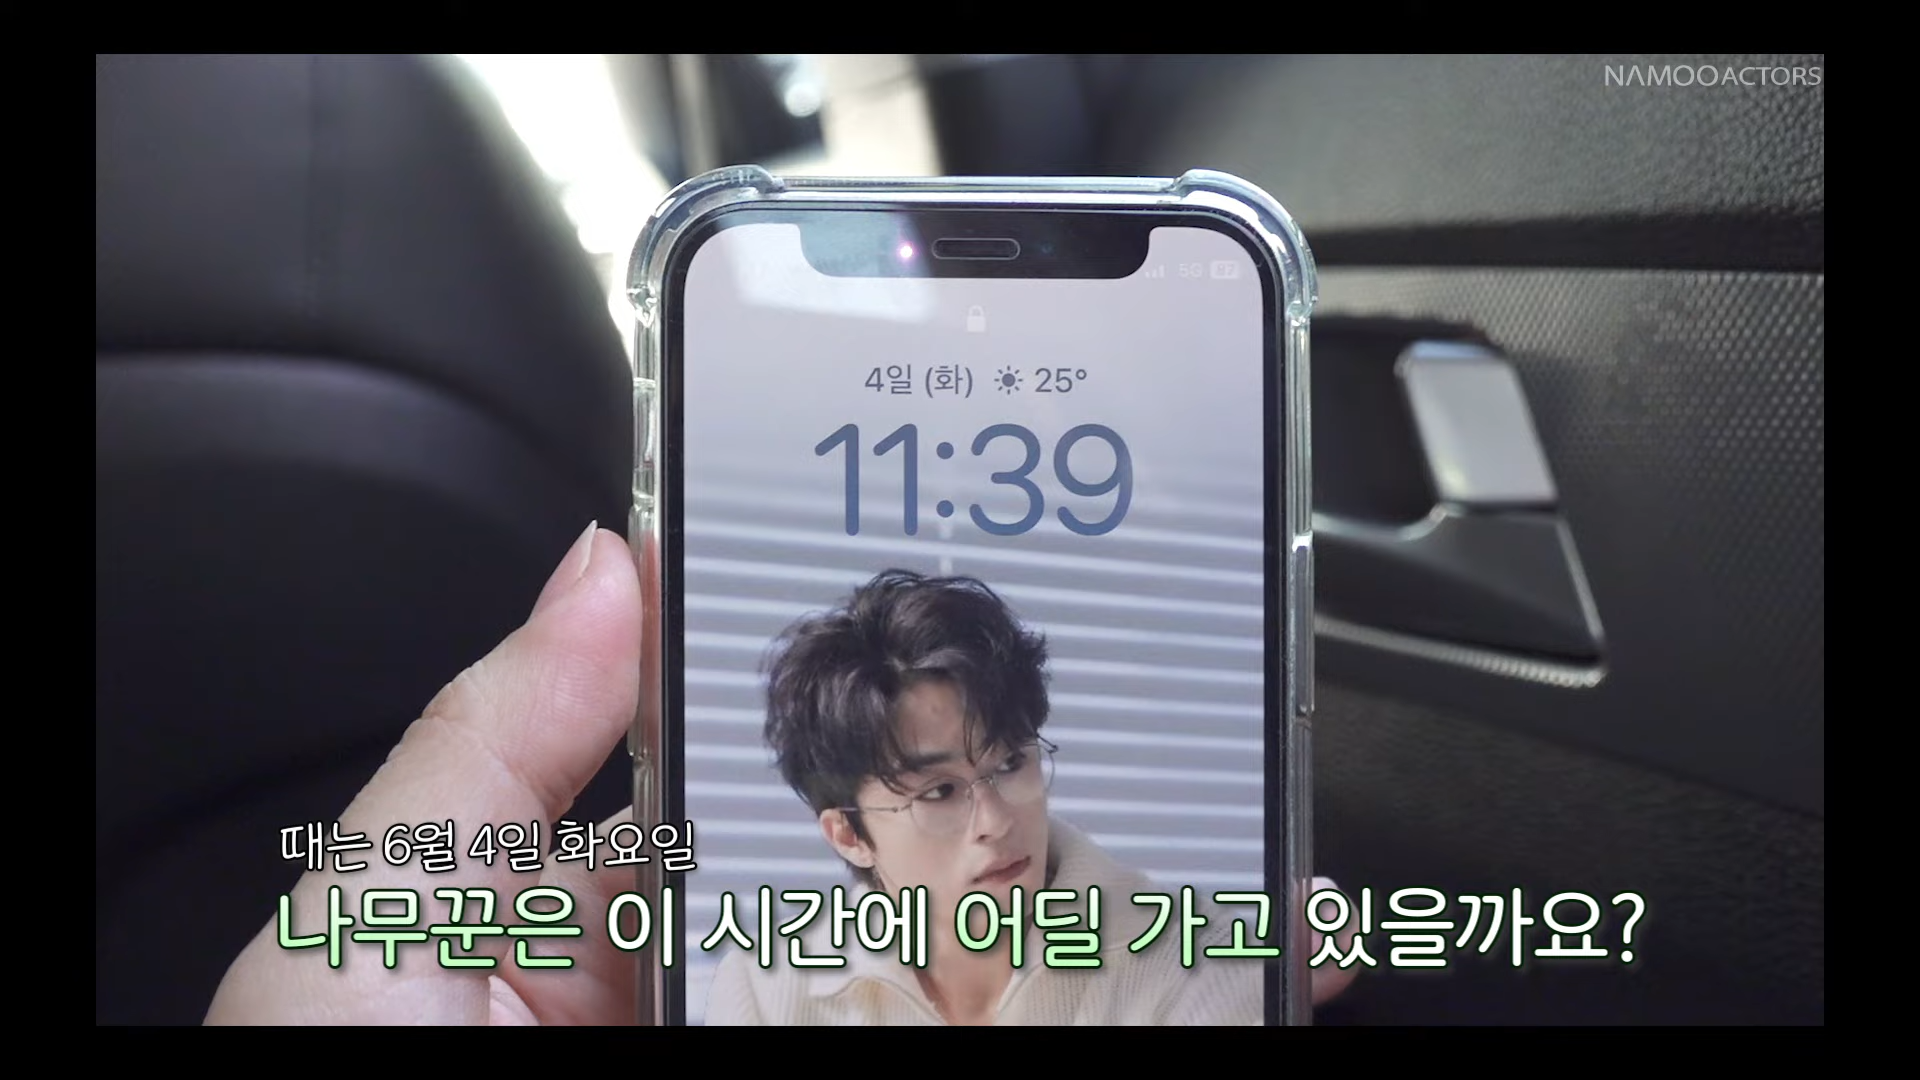 NAMOOACTORS
5G 87
4일 (화) 25°
11:39
때는 6월 4일 화요일
나무꾼은 이 시간에 어딜 가고 있을까요?